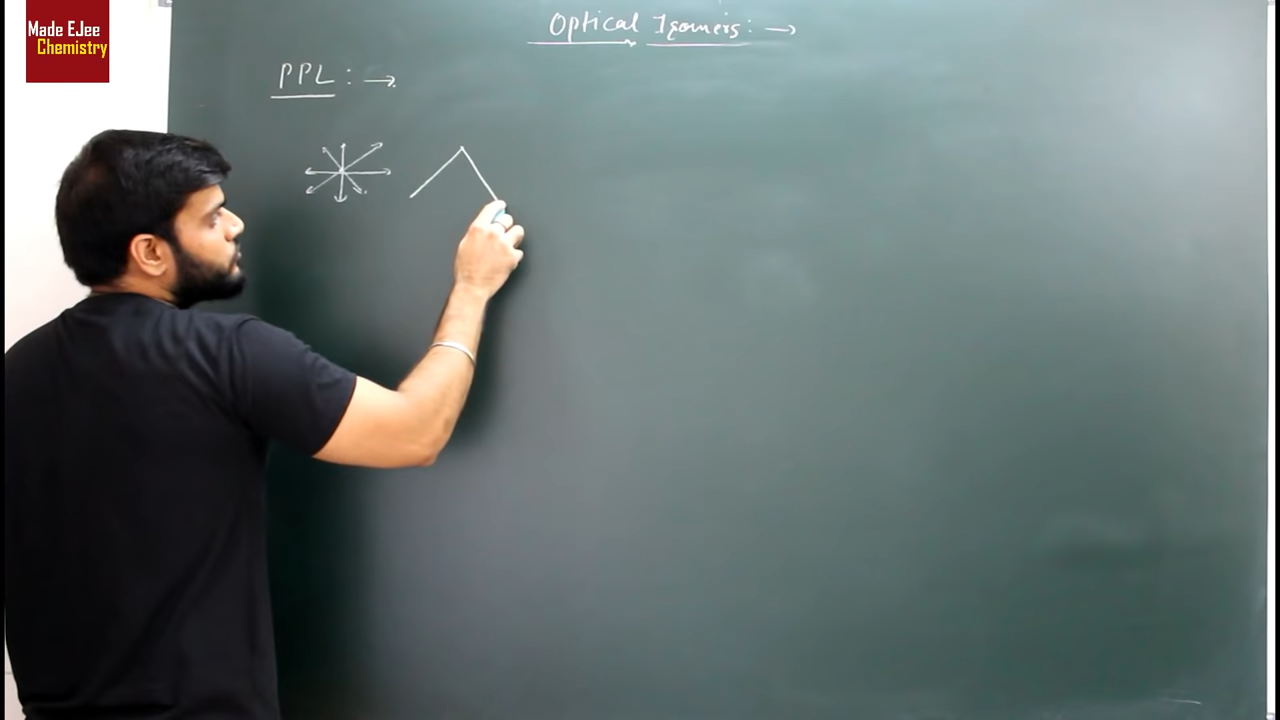 Made EJee
Chemistry
Optical Isomers: →
PPL : →